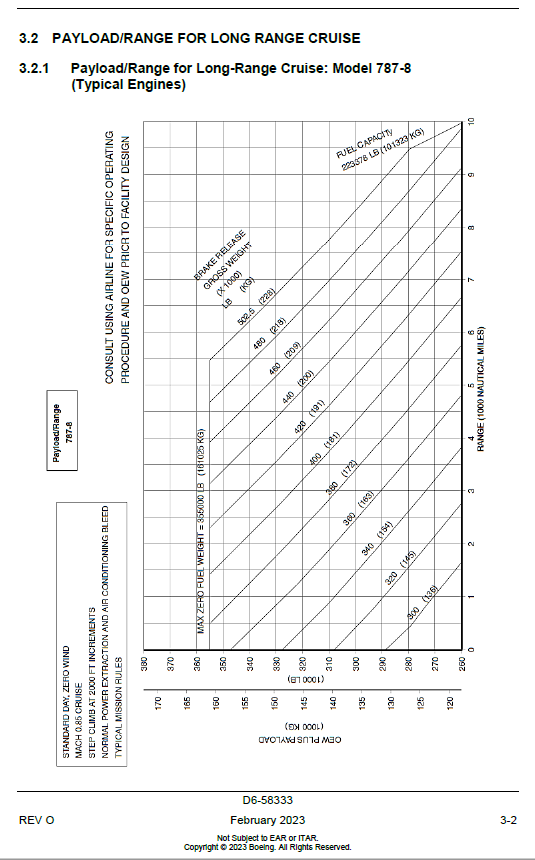 3.2 PAYLOAD/RANGE FOR LONG RANGE CRUISE
3.2.1 Payload/Range for Long-Range Cruise: Model 787-8
(Typical Engines)
STANDARD DAY, ZERO WIND
MACH 0.85 CRUISE
STEP CLIMB AT 2000 FT INCREMENTS
NORMAL POWER EXTRACTION AND AIR CONDITIONING BLEED
TYPICAL MISSION RULES
Payload/Range
787-8
CONSULT USING AIRLINE FOR SPECIFIC OPERATING
PROCEDURE AND OEW PRIOR TO FACILITY DESIGN
MAX ZERO FUEL WEIGHT = 355000 LB (161025 KG)
BRAKE RELEASE
GROSS WEIGHT
(X 1000)
LB (KG)
502.5 (228)
480 (218)
460 (209)
440 (200)
420 (191)
400 (181)
380 (172)
360 (163)
340 (154)
320 (145)
300 (136)
FUEL CAPACITY
223378 LB (101323 KG)
OEW PLUS PAYLOAD
(1000 KG)
170 165 160 155 150 145 140 135 130 125 120
(1000 LB)
380 370 360 350 340 330 320 310 300 290 280 270 260
0 1 2 3 4 5 6 7 8 9 10
RANGE (1000 NAUTICAL MILES)
D6-58333
REV O February 2023 3-2
Not Subject to EAR or ITAR.
Copyright © 2023 Boeing. All Rights Reserved.